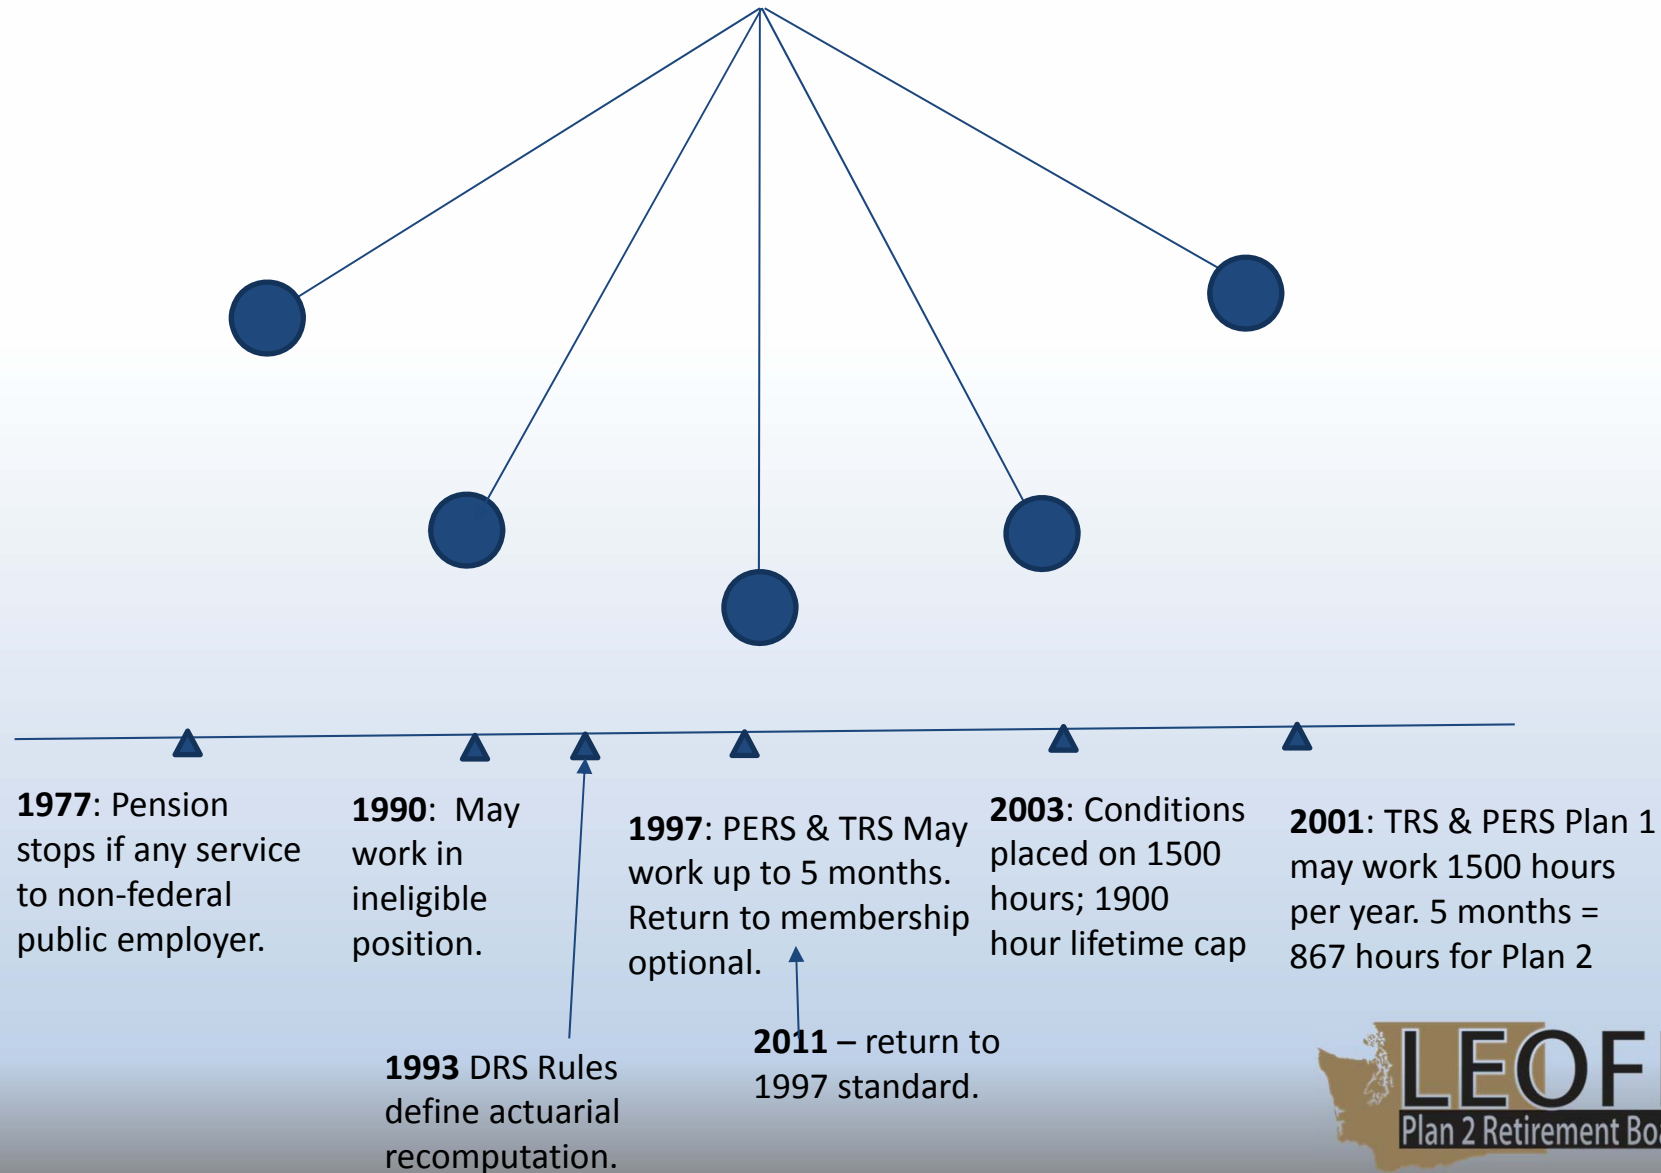 1977: Pension
stops if any service
to non-federal
public employer.
1990:  May
work in
ineligible
position.
1997: PERS & TRS May
work up to 5 months.
Return to membership
optional.
2003: Conditions
placed on 1500
hours; 1900
hour lifetime cap
2001: TRS & PERS Plan 1
may work 1500 hours
per year. 5 months =
867 hours for Plan 2
1993 DRS Rules
define actuarial
recomputation.
2011 – return to
1997 standard.
LEOF
Plan 2 Retirement